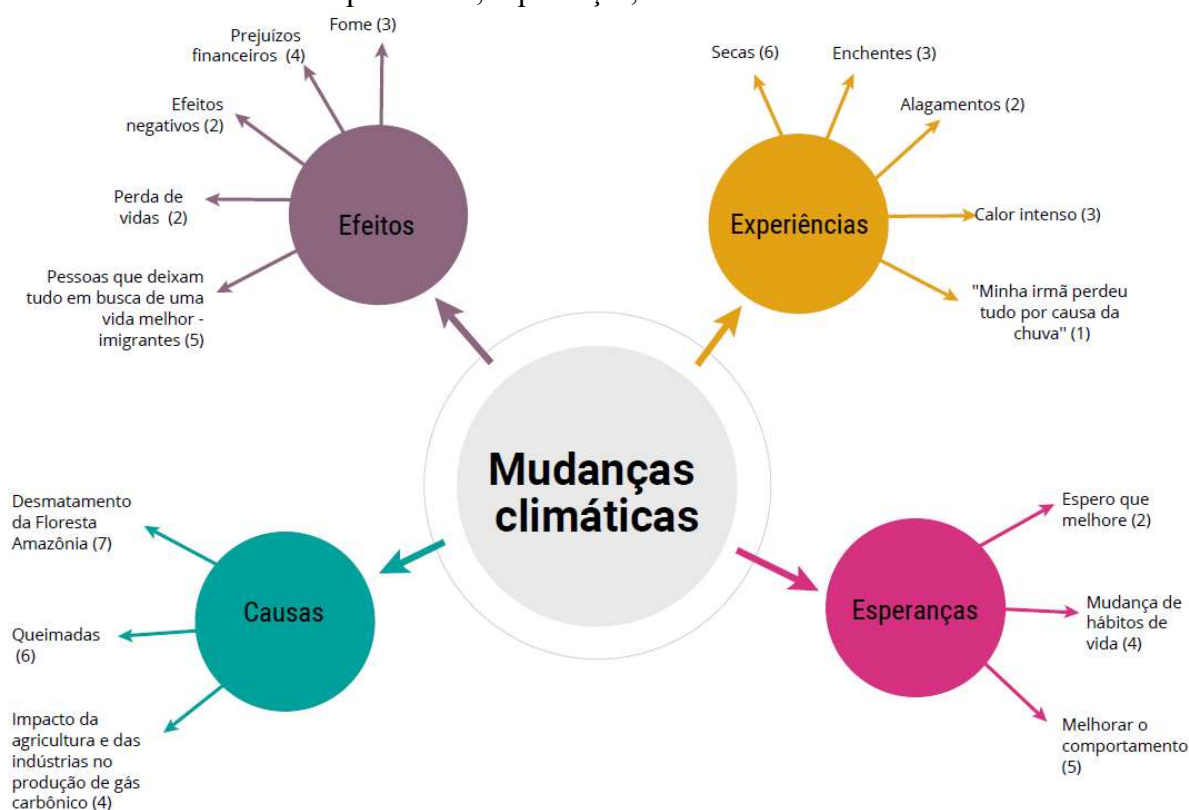 Fome (3)
Prejuízos
financeiros (4)
Efeitos
negativos (2)
Perda de
vidas (2)
Pessoas que deixam
tudo em busca de uma
vida melhor -
imigrantes (5)
Efeitos
Secas (6)
Enchentes (3)
Alagamentos (2)
Calor intenso (3)
"Minha irmã perdeu
tudo por causa da
chuva" (1)
Experiências
Mudanças
climáticas
Desmatamento
da Floresta
Amazônia (7)
Queimadas
(6)
Impacto da
agricultura e das
indústrias no
produção de gás
carbônico (4)
Causas
Espero que
melhore (2)
Mudança de
hábitos de
vida (4)
Melhorar o
comportamento
(5)
Esperanças